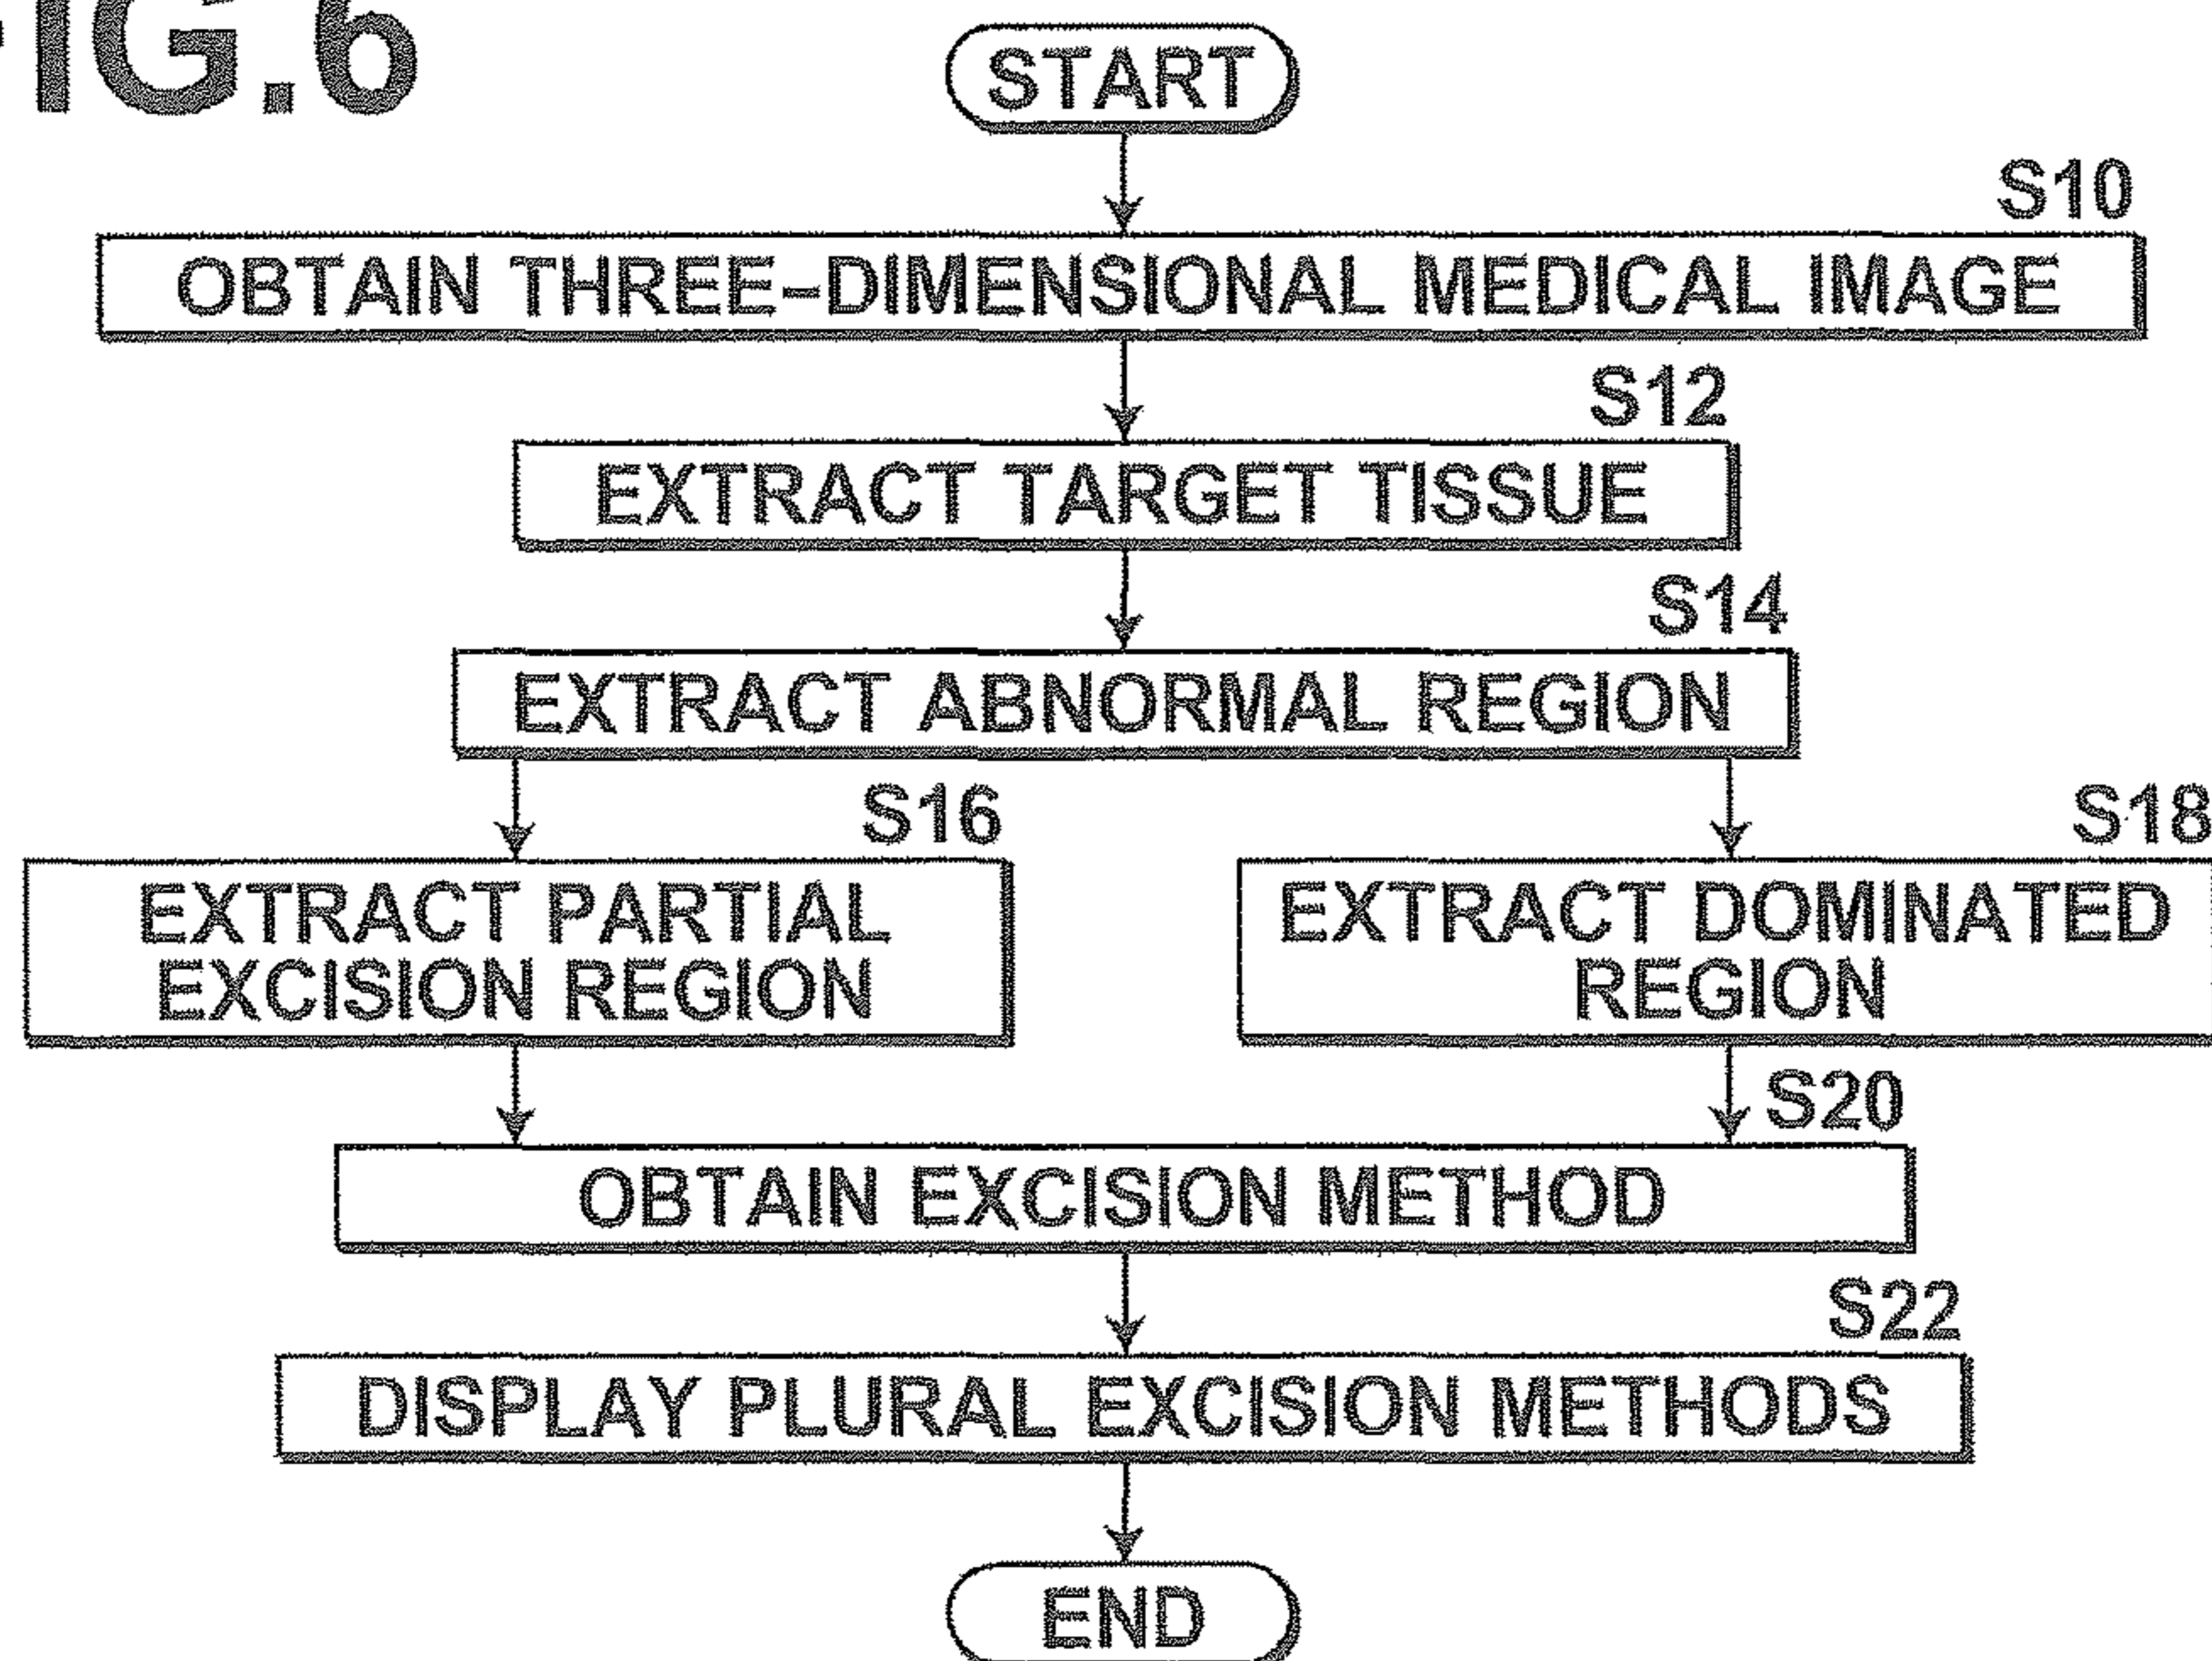 FIG.6
START
S10
OBTAIN THREE-DIMENSIONAL MEDICAL IMAGE
S12
EXTRACT TARGET TISSUE
S14
EXTRACT ABNORMAL REGION
S16
EXTRACT PARTIAL
EXCISION REGION
S18
EXTRACT DOMINATED
REGION
S20
OBTAIN EXCISION METHOD
S22
DISPLAY PLURAL EXCISION METHODS
END